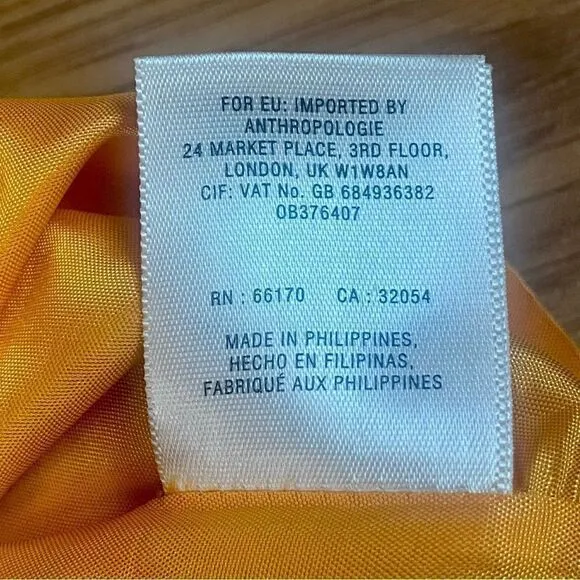 FOR EU: IMPORTED BY
ANTHROPOLOGIE
24 MARKET PLACE, 3RD FLOOR,
LONDON, UK W1W8AN
CIF: VAT No. GB 684936382
OB376407
RN : 66170 CA : 32054
MADE IN PHILIPPINES,
HECHO EN FILIPINAS,
FABRIQUÉ AUX PHILIPPINES